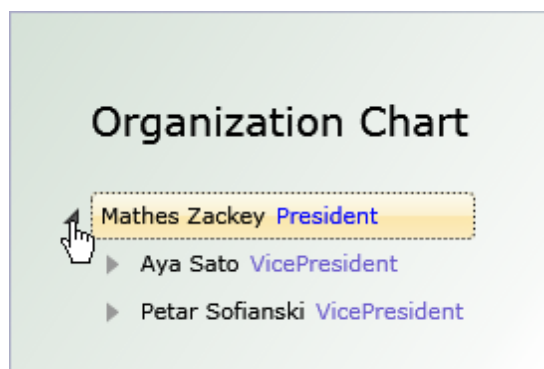 Organization Chart
Mathes Zackey President
Aya Sato VicePresident
Petar Sofianski VicePresident